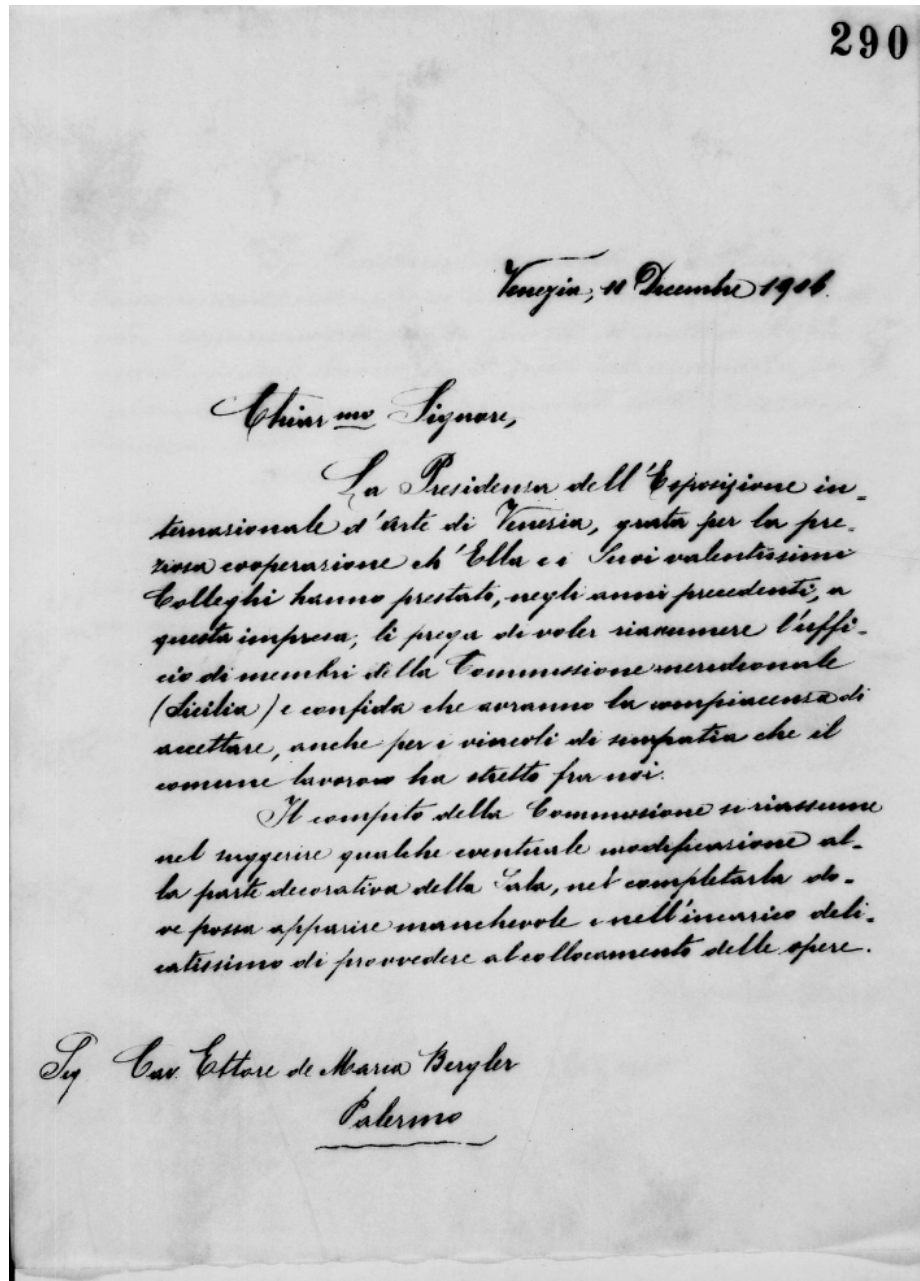 290
Venezia, 11 Dicembre 1906.
Chiar mo Signore,
La Presidenza dell'Esposizione in-
ternazionale d'Arte di Venezia, grata per la pre-
ziosa cooperazione ch'Ella e i Suoi valentissimi
Colleghi hanno prestato, negli anni precedenti, a
questa impresa, li prega di voler riassumere l'uffi-
cio di membri della Commissione meridionale
(Sicilia) e confida che avranno la compiacenza di
accettare, anche per i vincoli di simpatia che il
comune lavoro ha stretto fra noi.
Il compito della Commissione si riassume
nel suggerire qualche eventuale modificazione al-
la parte decorativa della Sala, nel completarla do-
ve possa apparire manchevole e nell'incarico deli-
catissimo di provvedere al collocamento delle opere.
Sig Cav. Ettore de Maria Bergler
Palermo